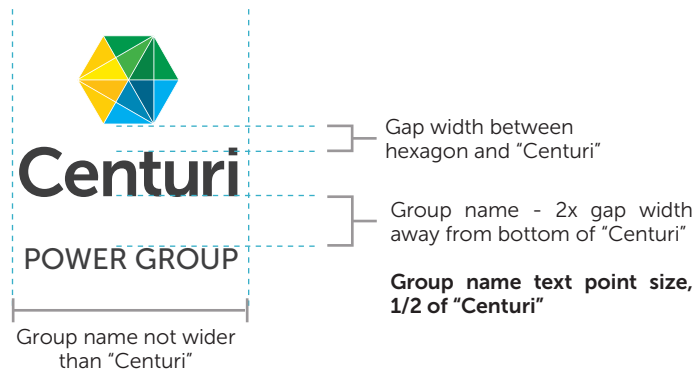 Centuri
POWER GROUP
Group name not wider
than “Centuri”
Gap width between
hexagon and “Centuri”
Group name - 2x gap width
away from bottom of “Centuri”
Group name text point size,
1/2 of “Centuri”